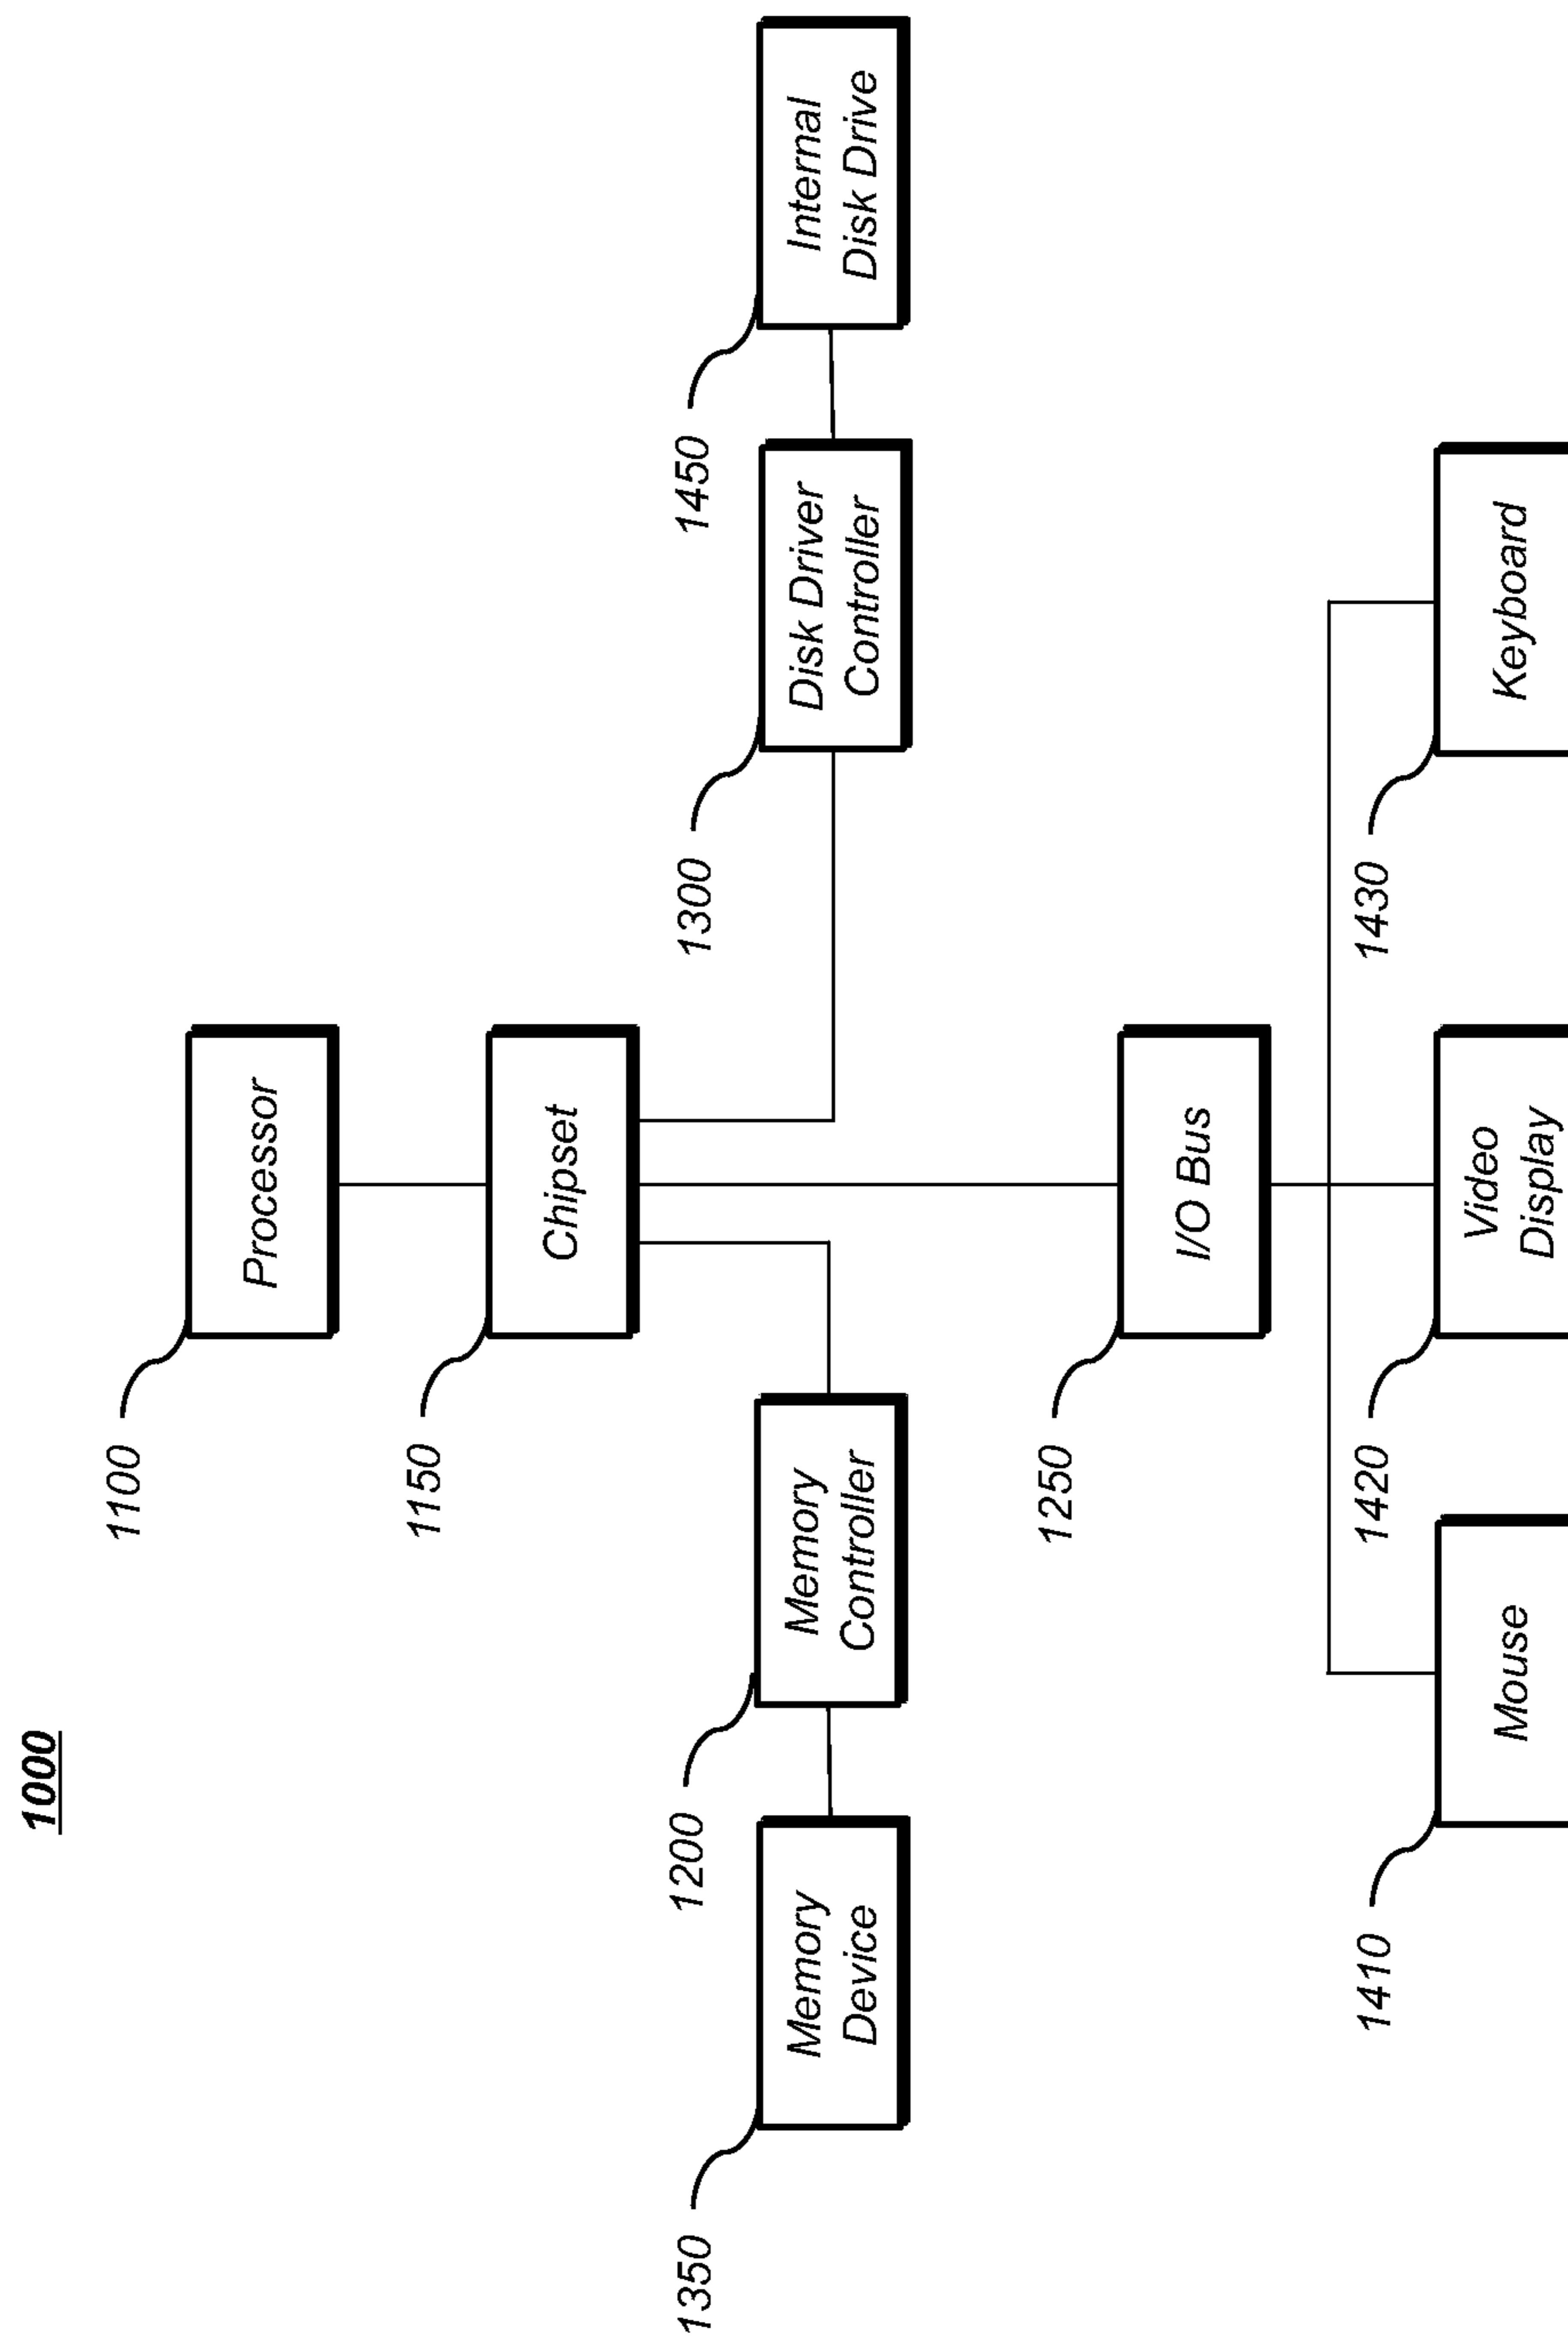 1000
1100
Processor
1150
Chipset
1350
Memory
Device
1200
Memory
Controller
1300
Disk Driver
Controller
1450
Internal
Disk Drive
1250
I/O Bus
1410
Mouse
1420
Video
Display
1430
Keyboard